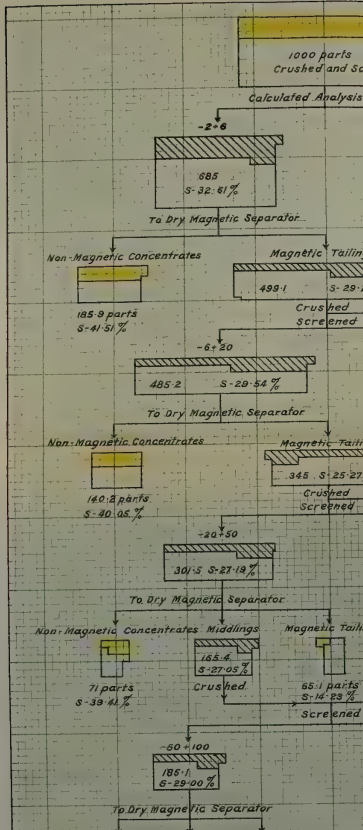 1000 parts
Crushed and Sc
Calculated Analysis
-2+6
685
S-32.61%
To Dry Magnetic Separator
Non-Magnetic Concentrates
Magnetic Tailin
185.9 parts
S-41.51%
499.1 S-29.
Crushed
Screened
-6+20
485.2 S-29.54%
To Dry Magnetic Separator
Non-Magnetic Concentrates
Magnetic Taili
140.2 parts
S-40.05%
345 S-25.27
Crushed
Screened
-20+50
301.5 S-27.19%
To Dry Magnetic Separator
Non-Magnetic Concentrates Middlings Magnetic Tail
71 parts
S-39.41%
165.4
S-27.05%
Crushed
65.1 parts
S-14.23%
Screened
-50+100
185.1
S-29.00%
To Dry Magnetic Separator